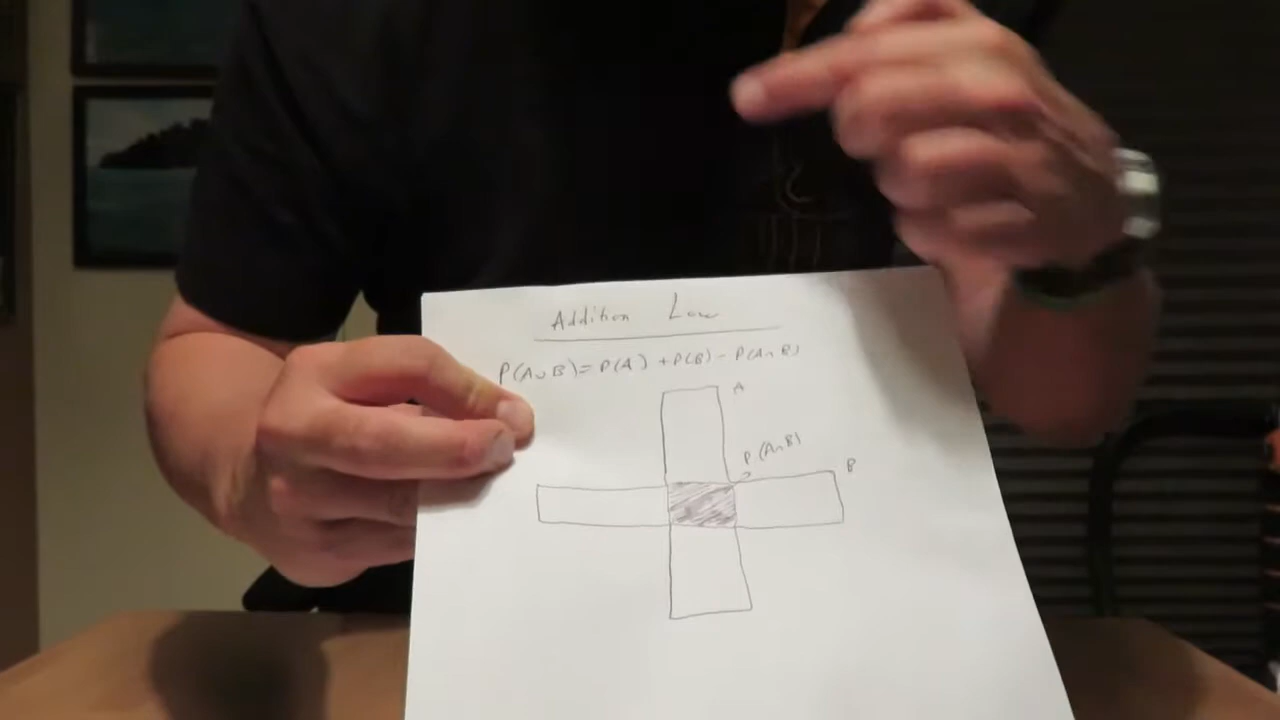 Addition Law
P(A∪B)=P(A)+P(B)-P(A∩B)
A
P(A∩B)
B